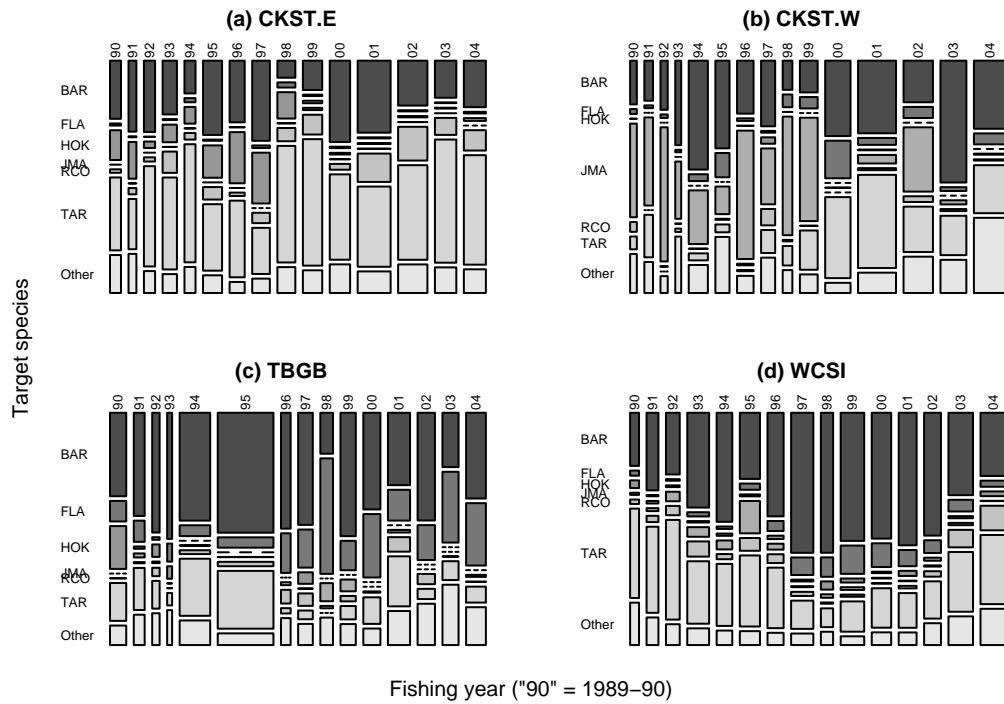 (a) CKST.E
90 91 92 93 94 95 96 97 98 99 00 01 02 03 04
BAR
FLA
HOK
JMA
RCO
TAR
Other
(b) CKST.W
90 91 92 93 94 95 96 97 98 99 00 01 02 03 04
BAR
FLA
HOK
JMA
RCO
TAR
Other
Target species
(c) TBGB
90 91 92 93 94 95 96 97 98 99 00 01 02 03 04
BAR
FLA
HOK
JMA
RCO
TAR
Other
(d) WCSI
90 91 92 93 94 95 96 97 98 99 00 01 02 03 04
BAR
FLA
HOK
JMA
RCO
TAR
Other
Fishing year ("90" = 1989−90)